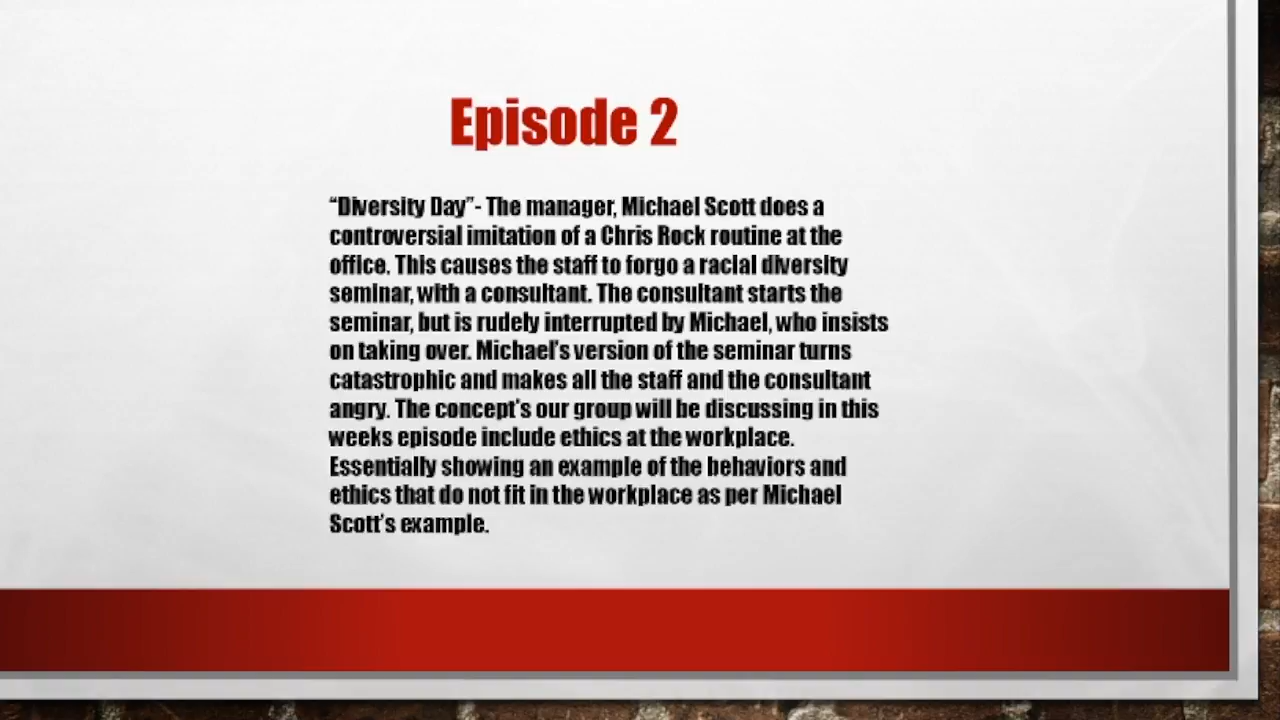 Episode 2
“Diversity Day”- The manager, Michael Scott does a
controversial imitation of a Chris Rock routine at the
office. This causes the staff to forgo a racial diversity
seminar, with a consultant. The consultant starts the
seminar, but is rudely interrupted by Michael, who insists
on taking over. Michael’s version of the seminar turns
catastrophic and makes all the staff and the consultant
angry. The concept’s our group will be discussing in this
weeks episode include ethics at the workplace.
Essentially showing an example of the behaviors and
ethics that do not fit in the workplace as per Michael
Scott’s example.